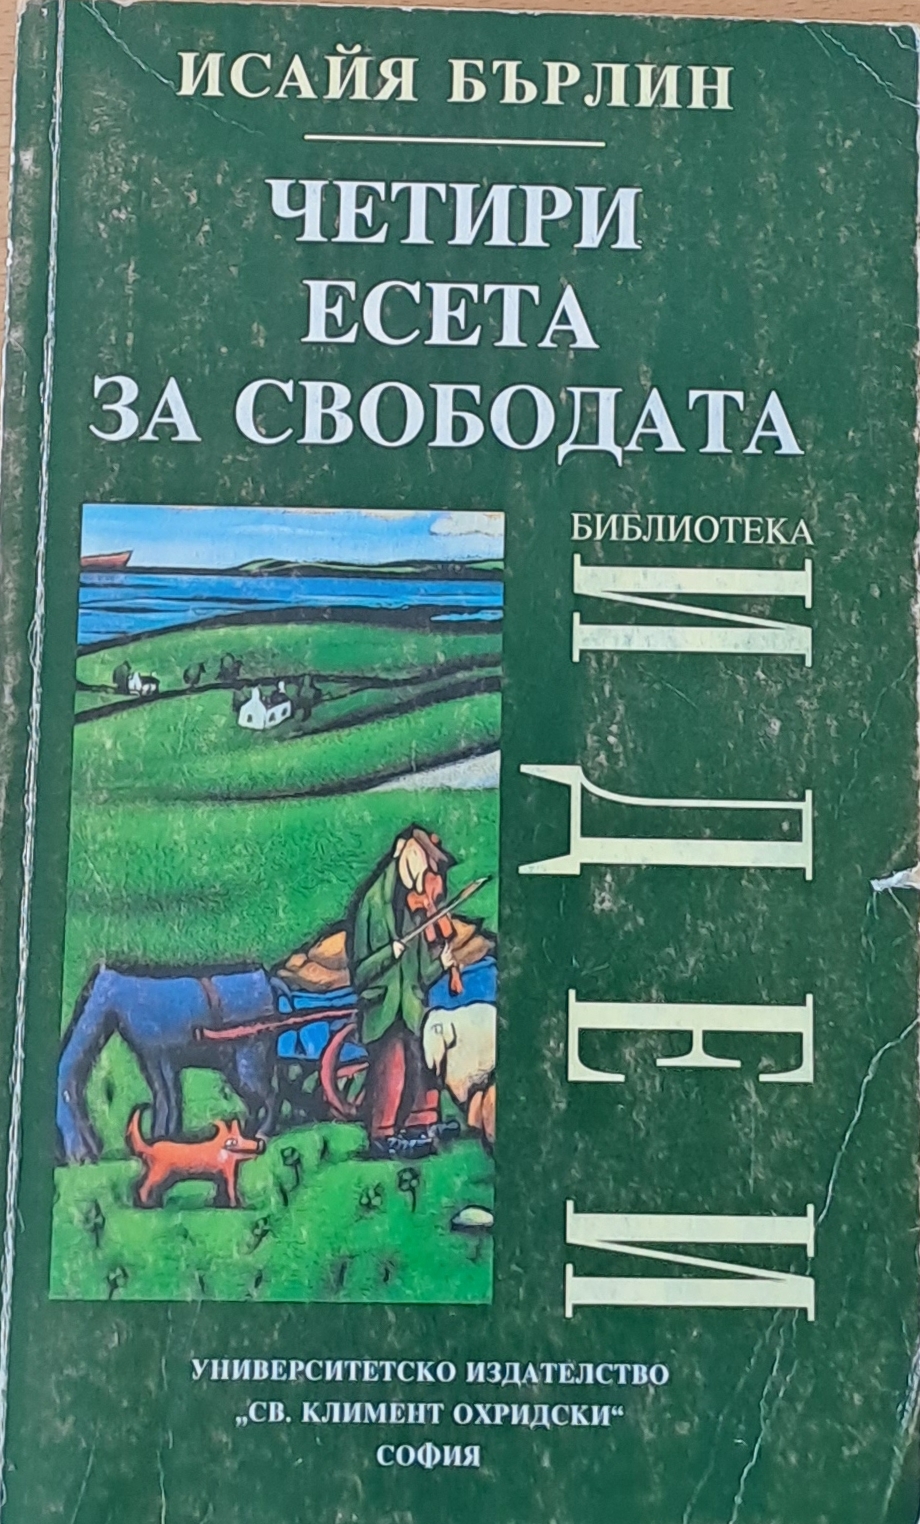 ИСАЙЯ БЪРЛИН
ЧЕТИРИ
ЕСЕТА
ЗА СВОБОДАТА
БИБЛИОТЕКА
ИДЕИ
УНИВЕРСИТЕТСКО ИЗДАТЕЛСТВО
„СВ. КЛИМЕНТ ОХРИДСКИ“
СОФИЯ